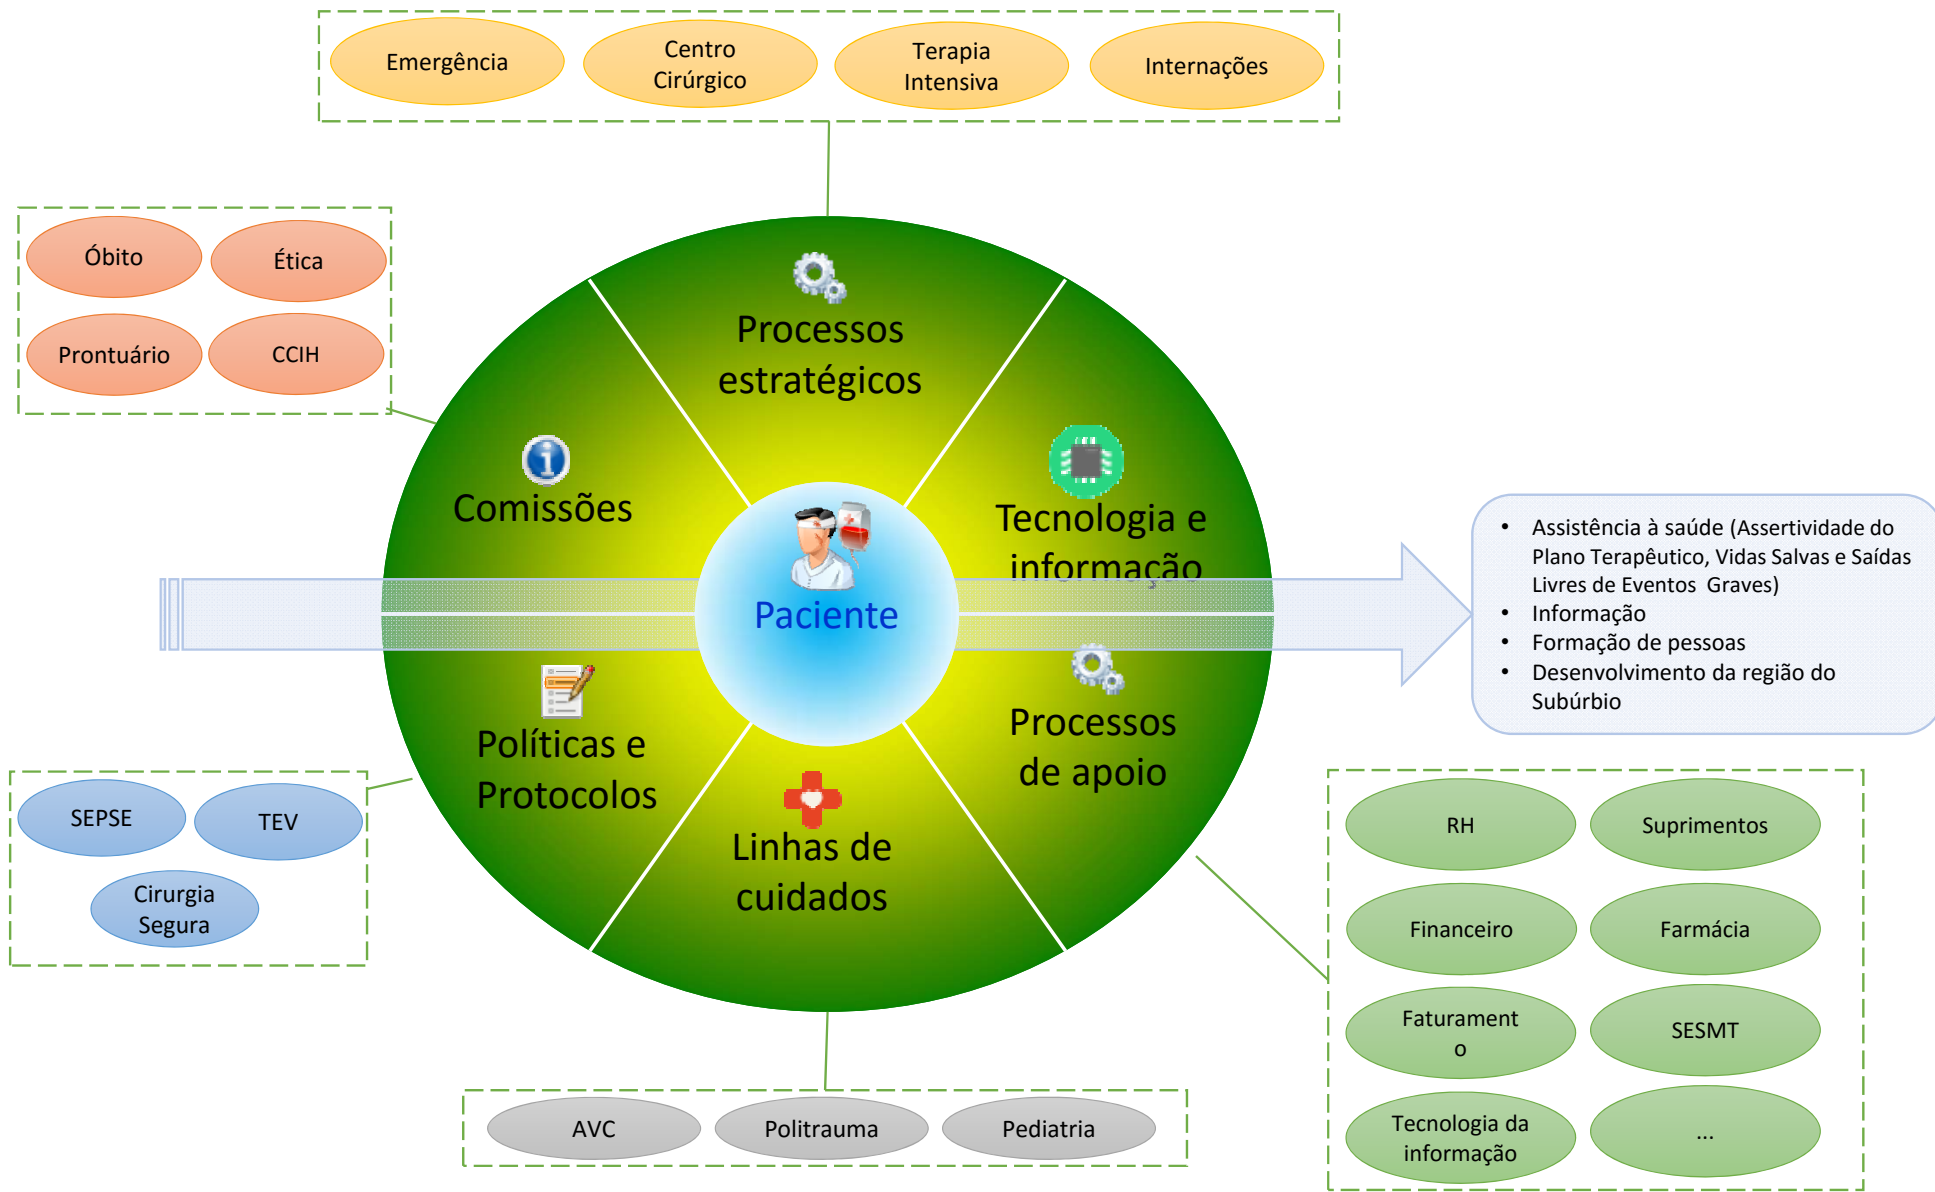 Emergência
Centro
Cirúrgico
Terapia
Intensiva
Internações
Óbito
Ética
Prontuário
CCIH
Processos
estratégicos
Comissões
Tecnologia e
informação
Paciente
• Assistência à saúde (Assertividade do
Plano Terapêutico, Vidas Salvas e Saídas
Livres de Eventos Graves)
• Informação
• Formação de pessoas
• Desenvolvimento da região do
Subúrbio
Políticas e
Protocolos
Processos
de apoio
Linhas de
cuidados
SEPSE
TEV
Cirurgia
Segura
RH
Suprimentos
Financeiro
Farmácia
Faturament
o
SESMT
Tecnologia da
informação
...
AVC
Politrauma
Pediatria